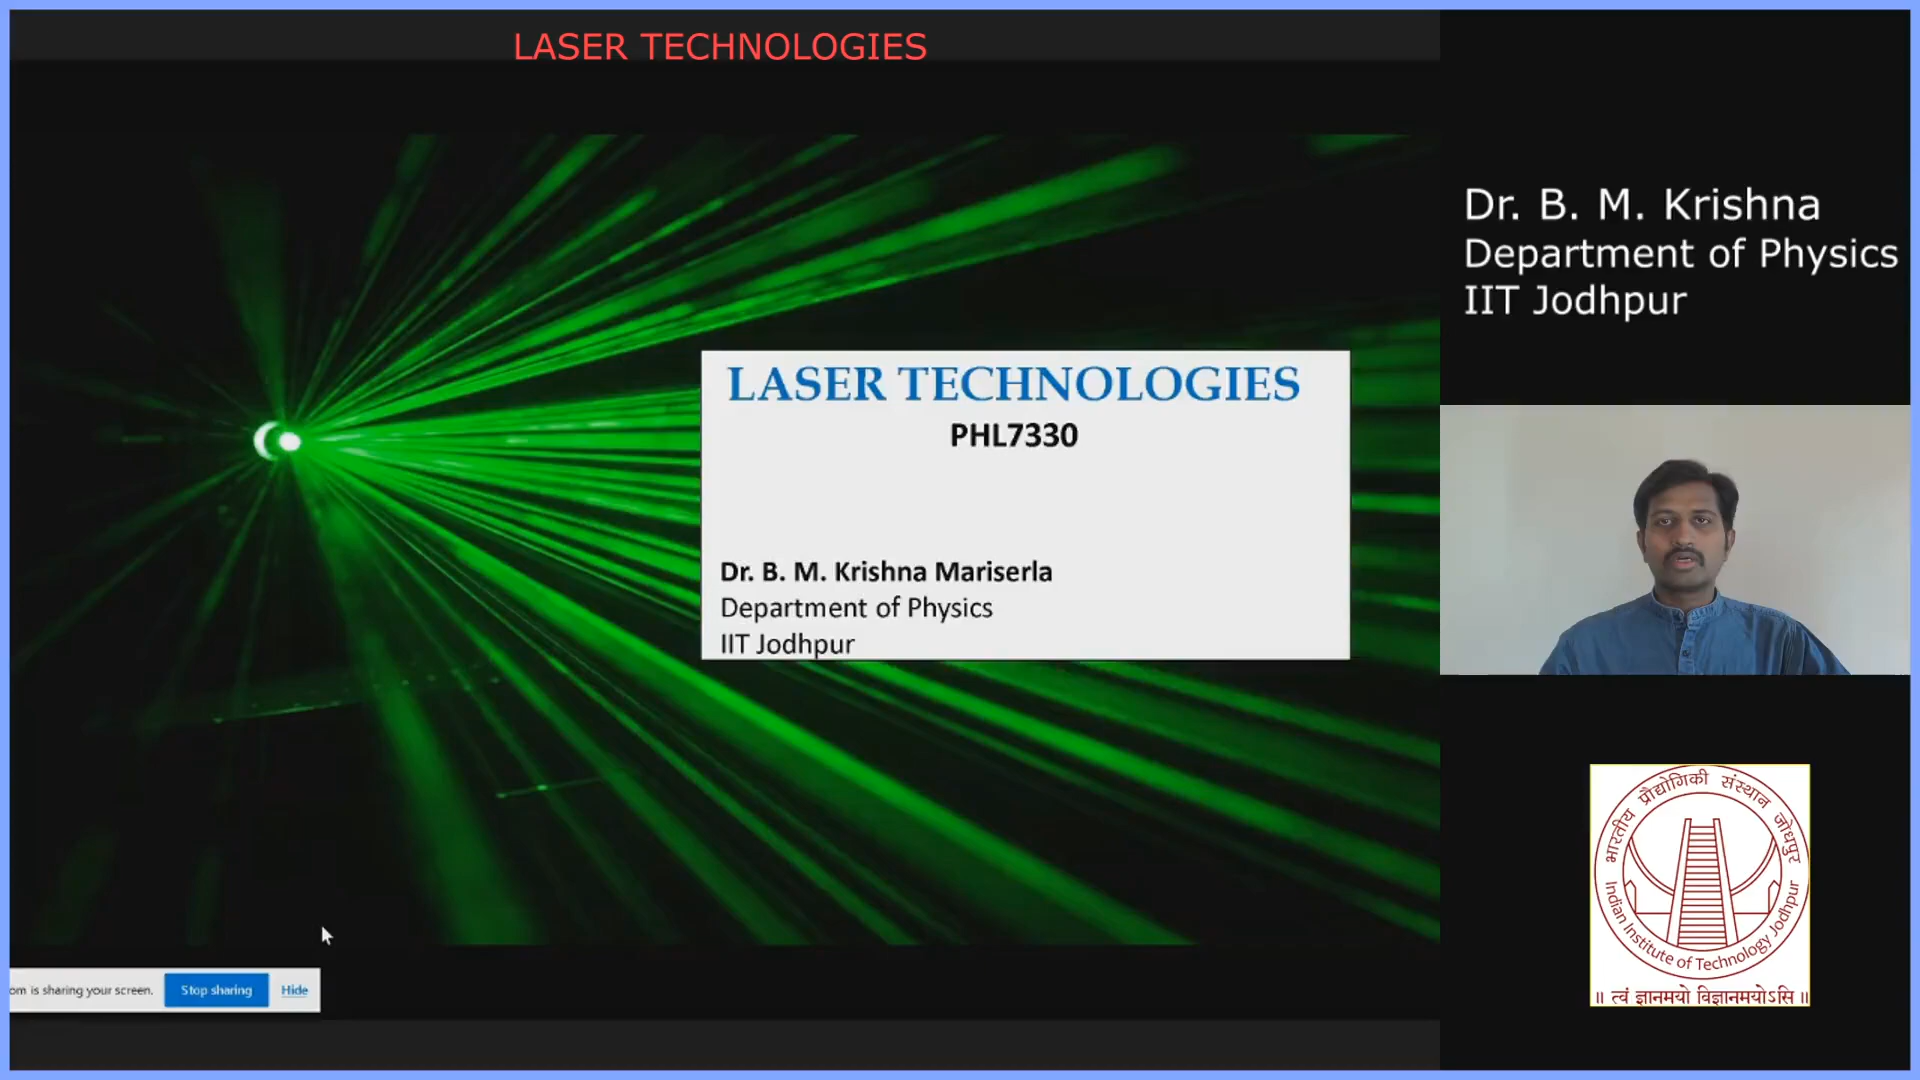 LASER TECHNOLOGIES
LASER TECHNOLOGIES
PHL7330
Dr. B. M. Krishna Mariserla
Department of Physics
IIT Jodhpur
om is sharing your screen.
Stop sharing
Hide
Dr. B. M. Krishna
Department of Physics
IIT Jodhpur
भारतीय प्रौद्योगिकी संस्थान जोधपुर
Indian Institute of Technology Jodhpur
॥ त्वं ज्ञानमयो विज्ञानमयोऽसि ॥